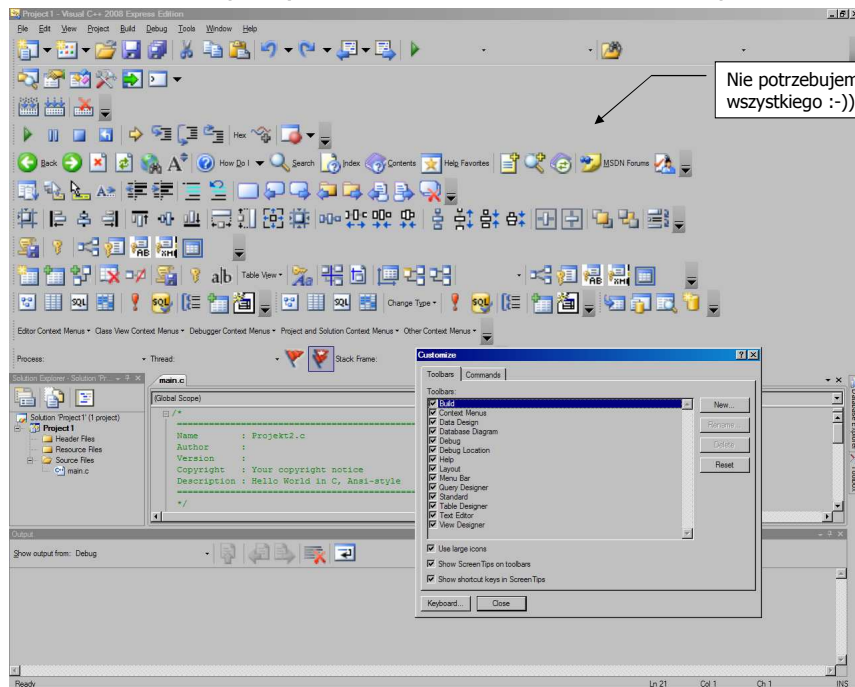 Project1 - Visual C++ 2008 Express Edition
File Edit View Project Build Debug Tools Window Help
Nie potrzebujem
wszystkiego :-))
Hex
Back How Do I Search Index Contents Help Favorites MSDN Forums
Table View
Change Type
Editor Context Menus Class View Context Menus Debugger Context Menus Project and Solution Context Menus Other Context Menus
Process: Thread: Stack Frame:
Solution Explorer - Solution 'Pr...
Solution 'Project1' (1 project)
Project1
Header Files
Resource Files
Source Files
main.c
main.c
(Global Scope)
/*
Name : Projekt2.c
Author :
Version :
Copyright : Your copyright notice
Description : Hello World in C, Ansi-style
*/
Customize
Toolbars Commands
Toolbars:
Build
Context Menus
Data Design
Database Diagram
Debug
Debug Location
Help
Layout
Menu Bar
Query Designer
Standard
Table Designer
Text Editor
View Designer
New...
Rename...
Delete
Reset
Use large icons
Show ScreenTips on toolbars
Show shortcut keys in ScreenTips
Keyboard... Close
Database Explorer
Toolbox
Output
Show output from: Debug
Ready Ln 21 Col 1 Ch 1 INS